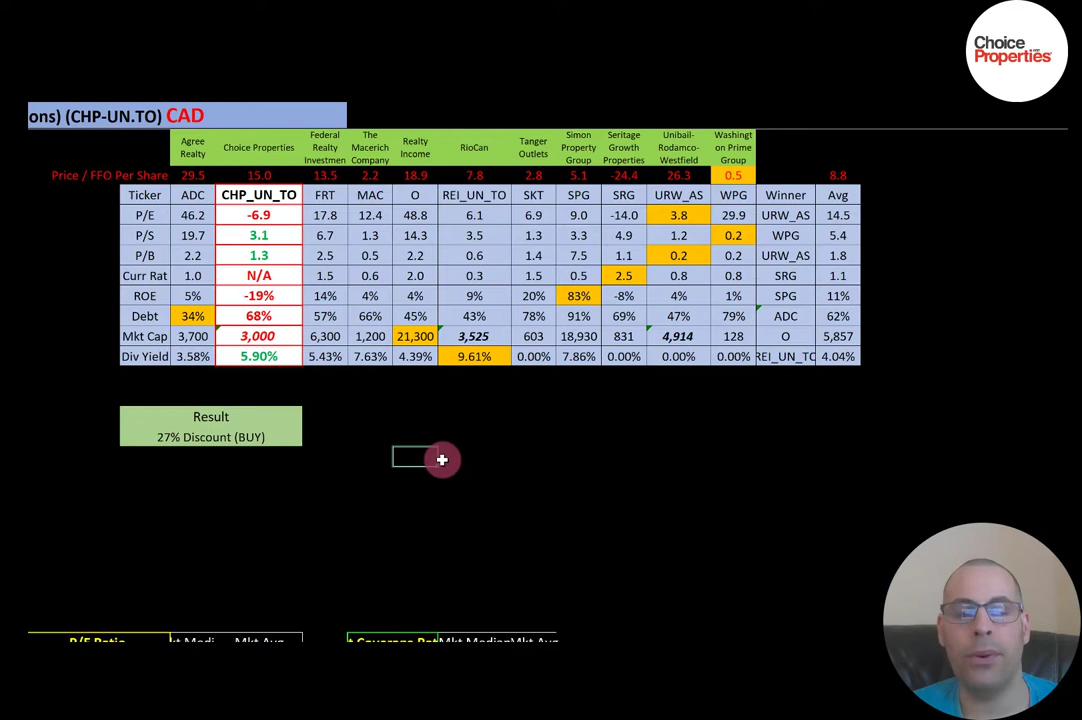 Choice
Properties
ons) (CHP-UN.TO) CAD
Agree Realty Choice Properties Federal Realty Investmen The Macerich Company Realty Income RioCan Tanger Outlets Simon Property Group Seritage Growth Properties Unibail-Rodamco-Westfield Washingt on Prime Group
Price / FFO Per Share 29.5 15.0 13.5 2.2 18.9 7.8 2.8 5.1 -24.4 26.3 0.5 8.8
Ticker ADC CHP_UN_TO FRT MAC O REI_UN_TO SKT SPG SRG URW_AS WPG Winner Avg
P/E 46.2 -6.9 17.8 12.4 48.8 6.1 6.9 9.0 -14.0 3.8 29.9 URW_AS 14.5
P/S 19.7 3.1 6.7 1.3 14.3 3.5 1.3 3.3 4.9 1.2 0.2 WPG 5.4
P/B 2.2 1.3 2.5 0.5 2.2 0.6 1.4 7.5 1.1 0.2 0.2 URW_AS 1.8
Curr Rat 1.0 N/A 1.5 0.6 2.0 0.3 1.5 0.5 2.5 0.8 0.8 SRG 1.1
ROE 5% -19% 14% 4% 4% 9% 20% 83% -8% 4% 1% SPG 11%
Debt 34% 68% 57% 66% 45% 43% 78% 91% 69% 47% 79% ADC 62%
Mkt Cap 3,700 3,000 6,300 1,200 21,300 3,525 603 18,930 831 4,914 128 O 5,857
Div Yield 3.58% 5.90% 5.43% 7.63% 4.39% 9.61% 0.00% 7.86% 0.00% 0.00% 0.00% REI_UN_TO 4.04%
Result
27% Discount (BUY)
P/E Ratio Mkt Avg Mkt Median Mkt Avg